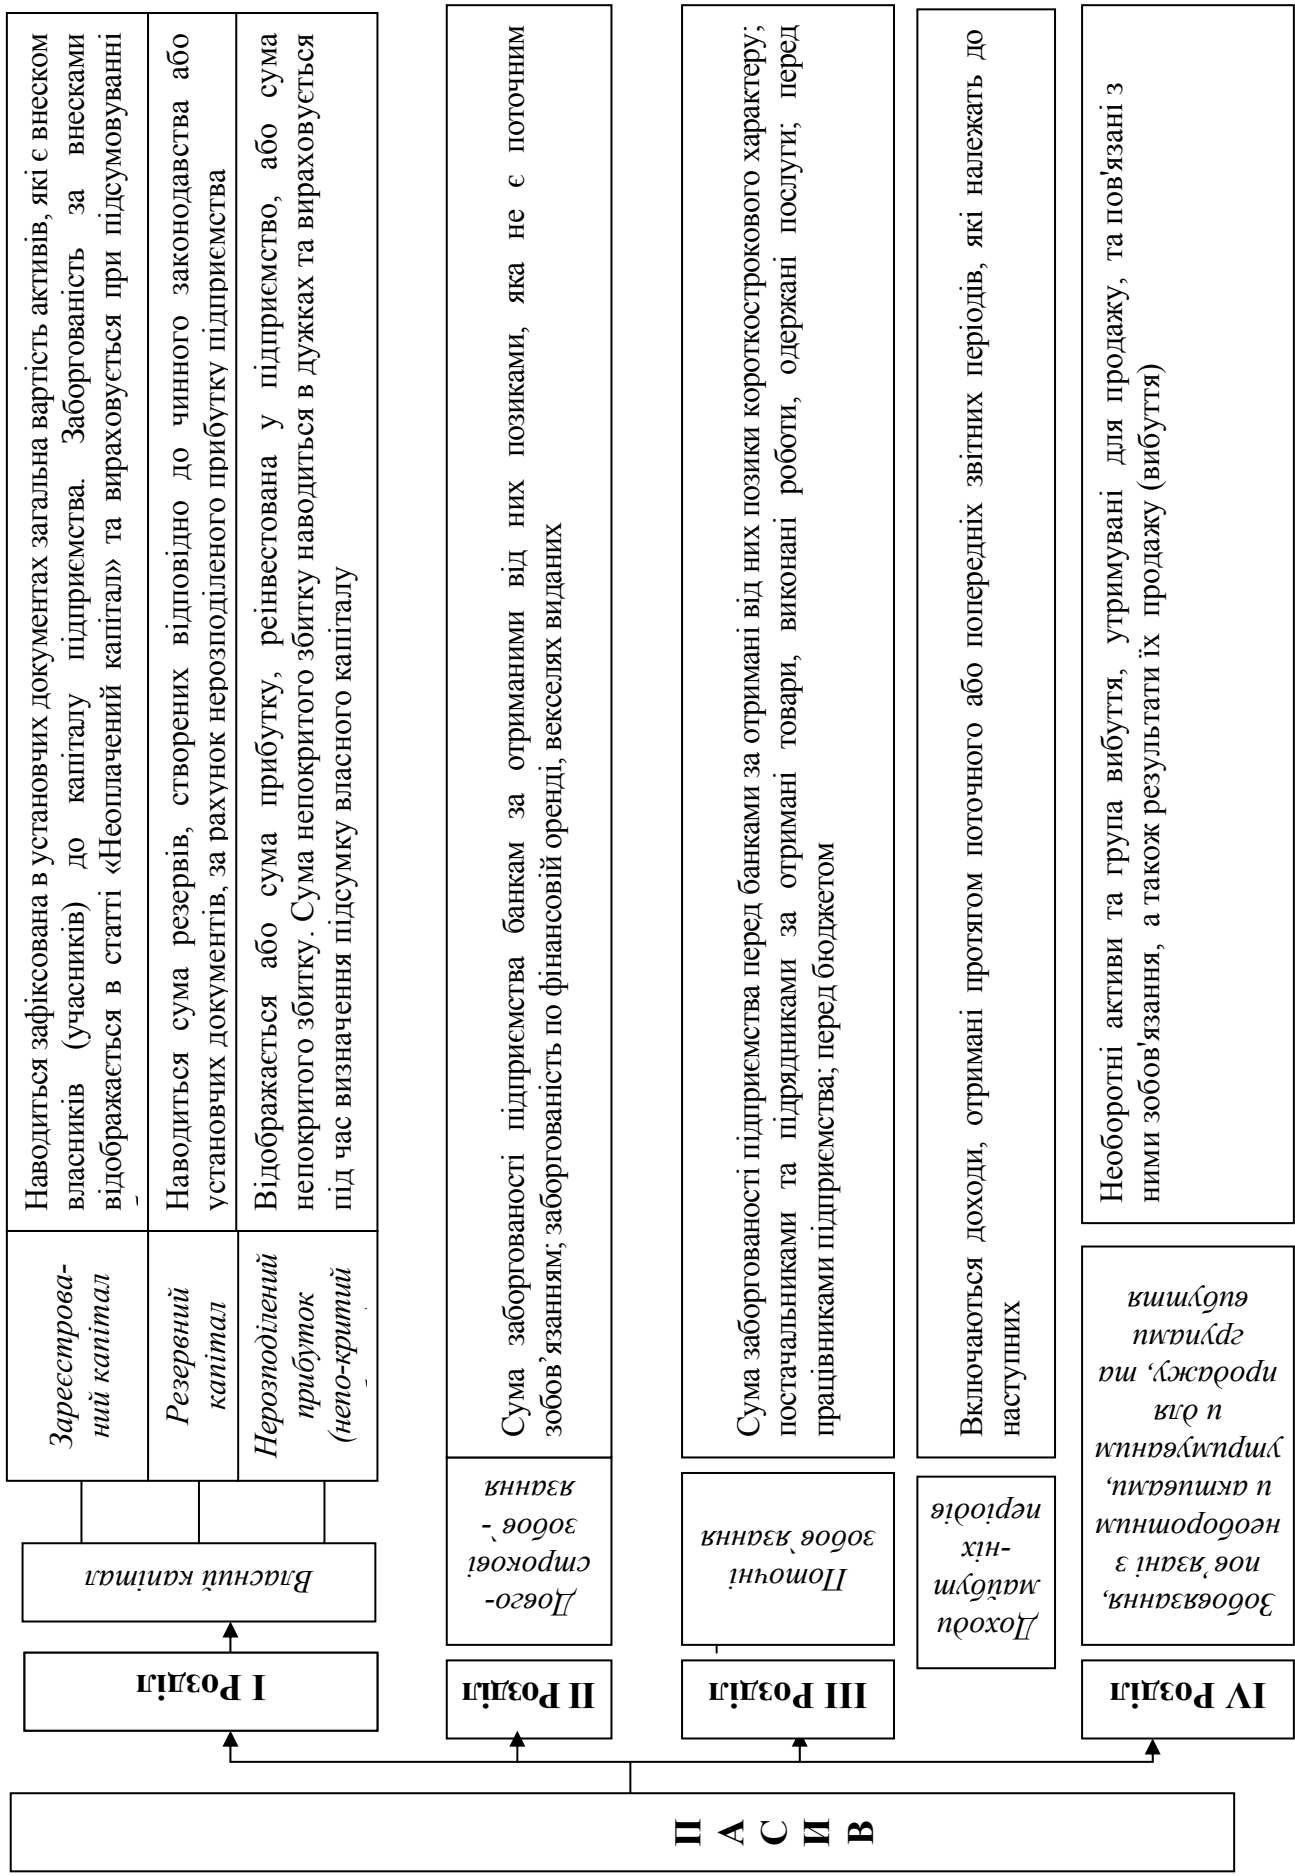 П
А
С
И
В
І Розділ
Власний капітал
Зареєстрова-
ний капітал
Наводиться зафіксована в установчих документах загальна вартість активів, які є внеском
власників (учасників) до капіталу підприємства. Заборгованість за внесками
відображається в статті «Неоплачений капітал» та вираховується при підсумовуванні
Резервний
капітал
Наводиться сума резервів, створених відповідно до чинного законодавства або
установчих документів, за рахунок нерозподіленого прибутку підприємства
Нерозподілений
прибуток
(непо-критий
Відображається або сума прибутку, реінвестована у підприємство, або сума
непокритого збитку. Сума непокритого збитку наводиться в дужках та вираховується
під час визначення підсумку власного капіталу
ІІ Розділ
Довго-
строкові
зобов`-
язання
Сума заборгованості підприємства банкам за отриманими від них позиками, яка не є поточним
зобов’язанням; заборгованість по фінансовій оренді, векселях виданих
ІІІ Розділ
Поточні
зобов`язання
Сума заборгованості підприємства перед банками за отримані від них позики короткострокового характеру;
постачальниками та підрядниками за отримані товари, виконані роботи, одержані послуги; перед
працівниками підприємства; перед бюджетом
Доходи
майбут
ніх-
періодів
Включаються доходи, отримані протягом поточного або попередніх звітних періодів, які належать до
наступних
ІV Розділ
Зобовязання,
пов’язані з
необоротним
и активами,
утримуваним
и для
продажу, та
групами
вибуття
Необоротні активи та група вибуття, утримувані для продажу, та пов'язані з
ними зобов'язання, а також результати їх продажу (вибуття)